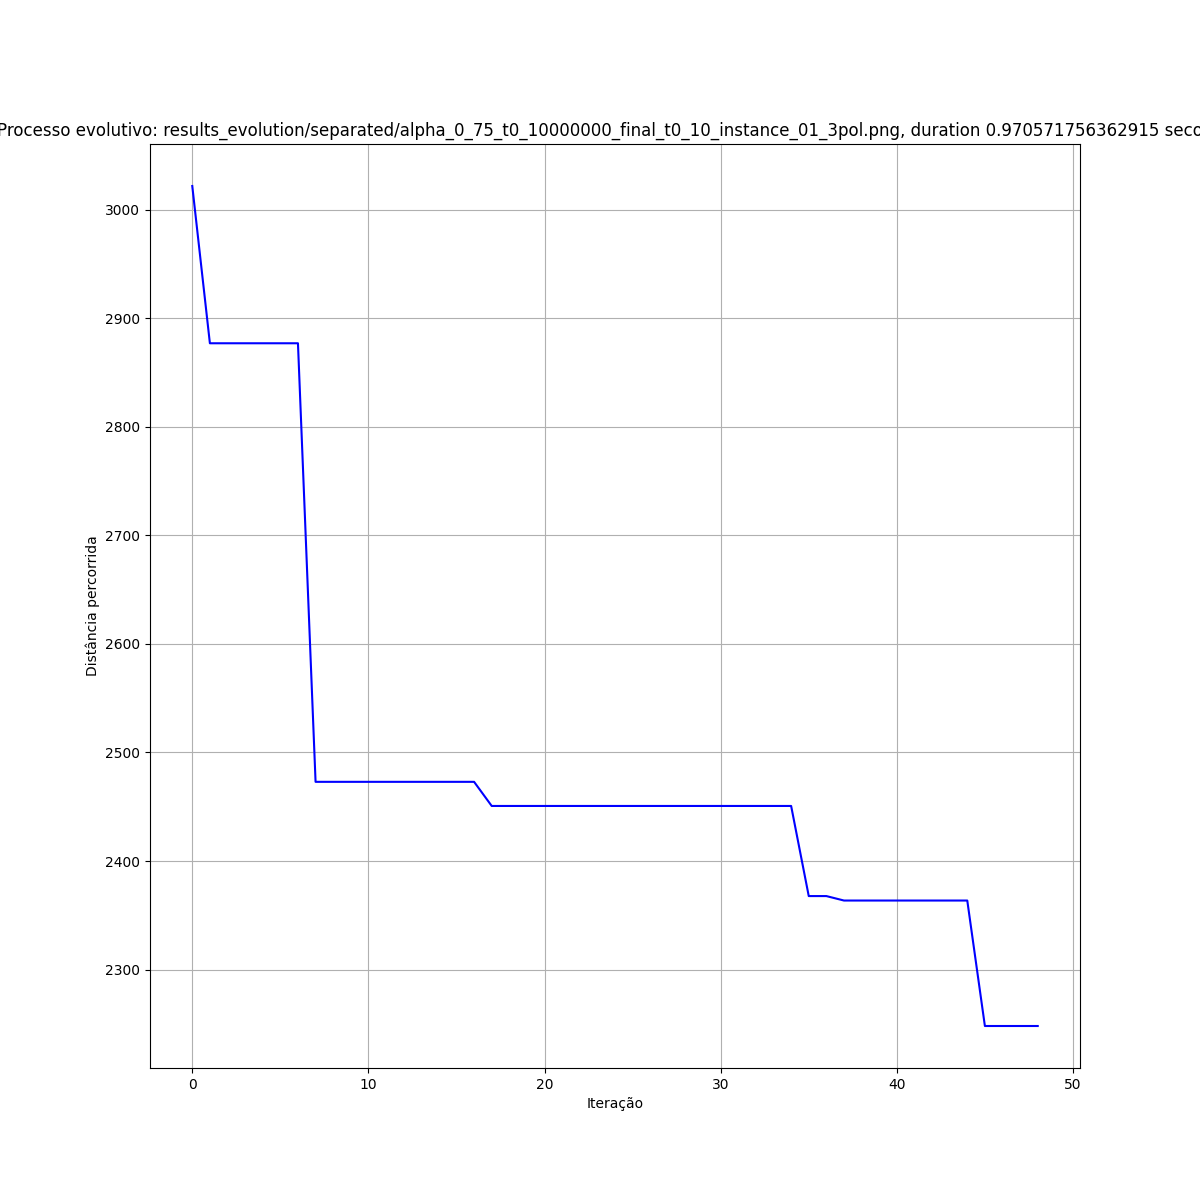 Processo evolutivo: results_evolution/separated/alpha_0_75_t0_10000000_final_t0_10_instance_01_3pol.png, duration 0.970571756362915 seco
3000
2900
2800
2700
2600
2500
2400
2300
Distância percorrida
0 10 20 30 40 50
Iteração